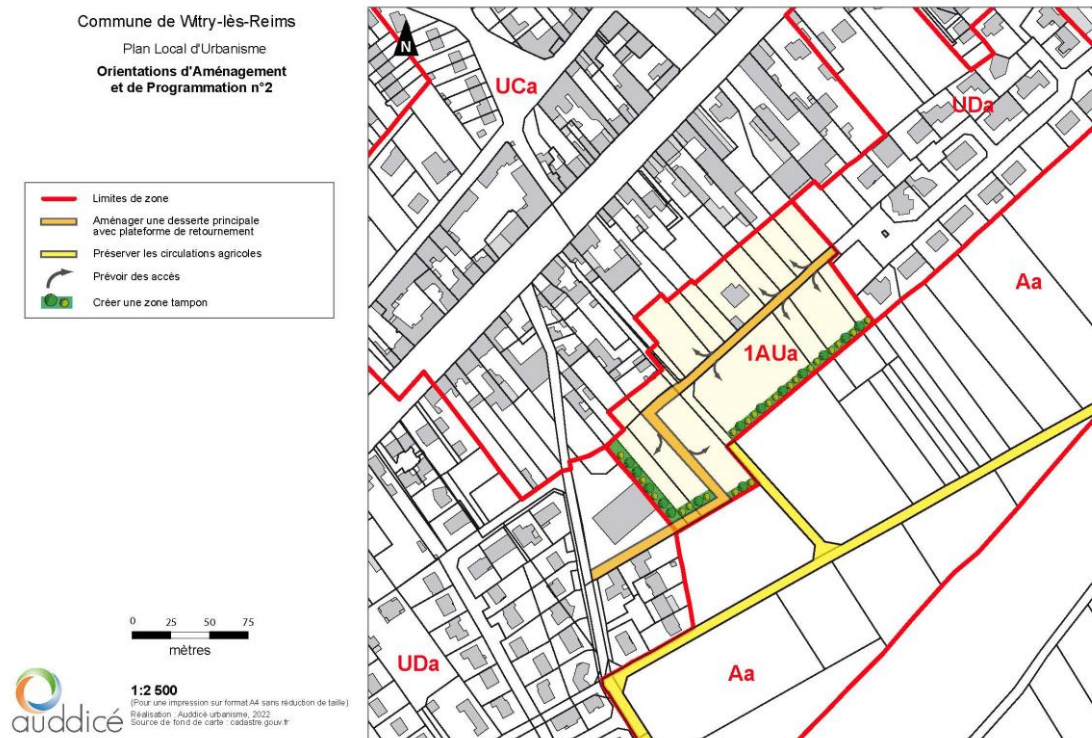 Commune de Witry-lès-Reims
Plan Local d'Urbanisme
Orientations d'Aménagement
et de Programmation n°2
Limites de zone
Aménager une desserte principale
avec plateforme de retournement
Préserver les circulations agricoles
Prévoir des accès
Créer une zone tampon
0 25 50 75
mètres
1:2 500
(Pour une impression sur format A4 sans réduction de taille)
Réalisation : Auddicé urbanisme, 2022
Source de fond de carte : cadastre.gouv.fr
auddicé
N
UCa
UDa
Aa
1AUa
UDa
Aa